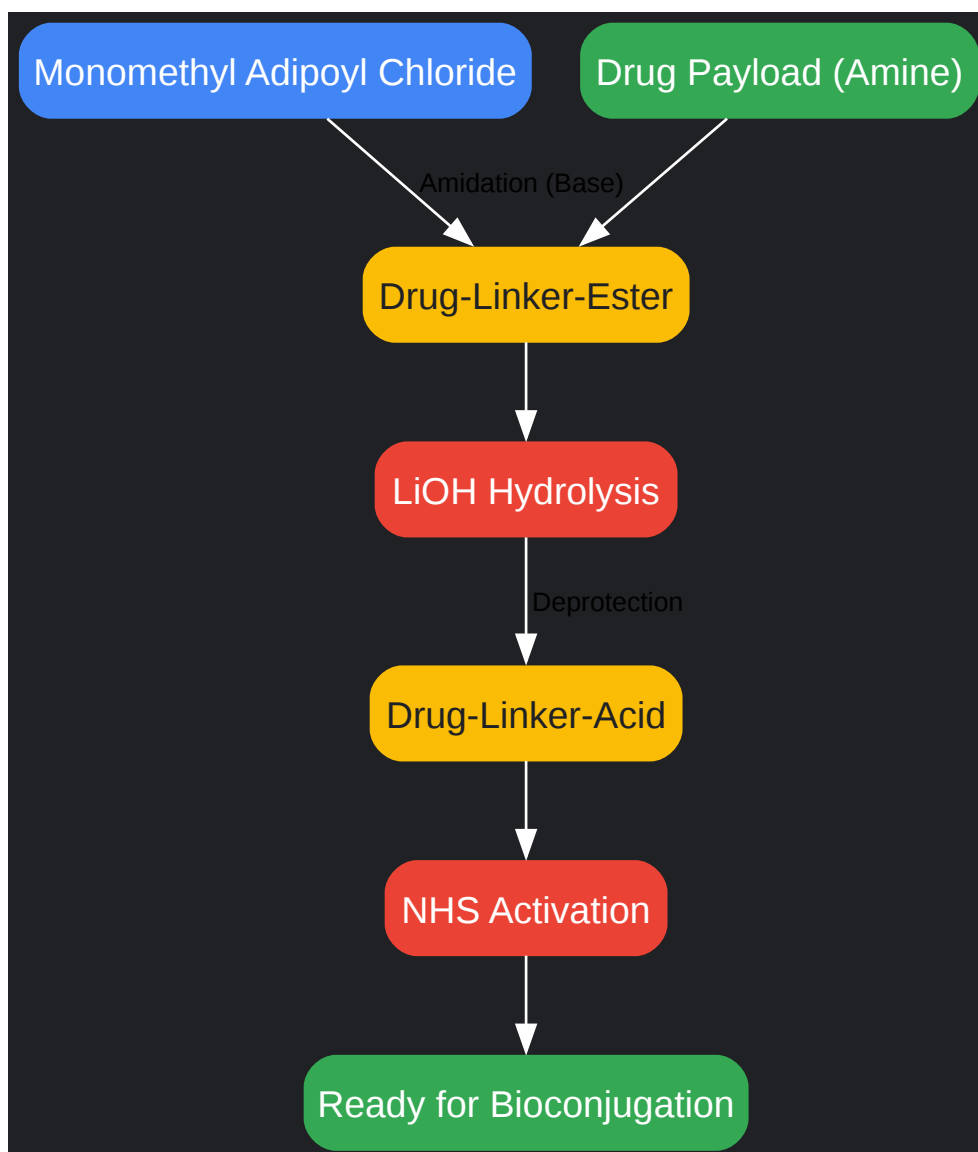 Monomethyl Adipoyl Chloride
Drug Payload (Amine)
Amidation (Base)
Drug-Linker-Ester
LiOH Hydrolysis
Deprotection
Drug-Linker-Acid
NHS Activation
Ready for Bioconjugation